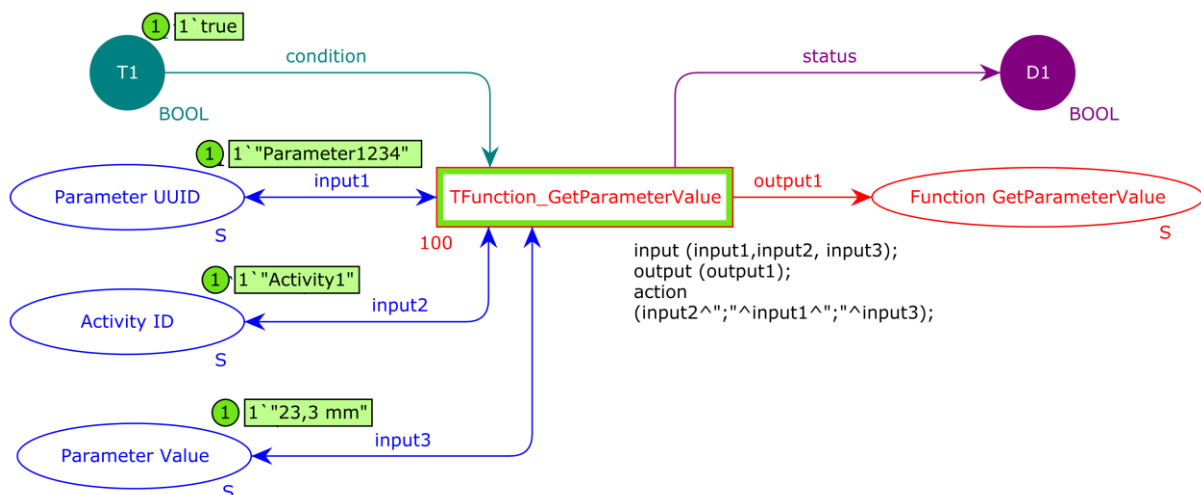 1 1`true
T1
condition
status
D1
BOOL
BOOL
1 1`"Parameter1234"
Parameter UUID
input1
TFunction_GetParameterValue
output1
Function GetParameterValue
S
100
S
input (input1,input2, input3);
output (output1);
action
(input2^";"^input1^";"^input3);
1 1`"Activity1"
Activity ID
input2
S
1 1`"23,3 mm"
Parameter Value
input3
S